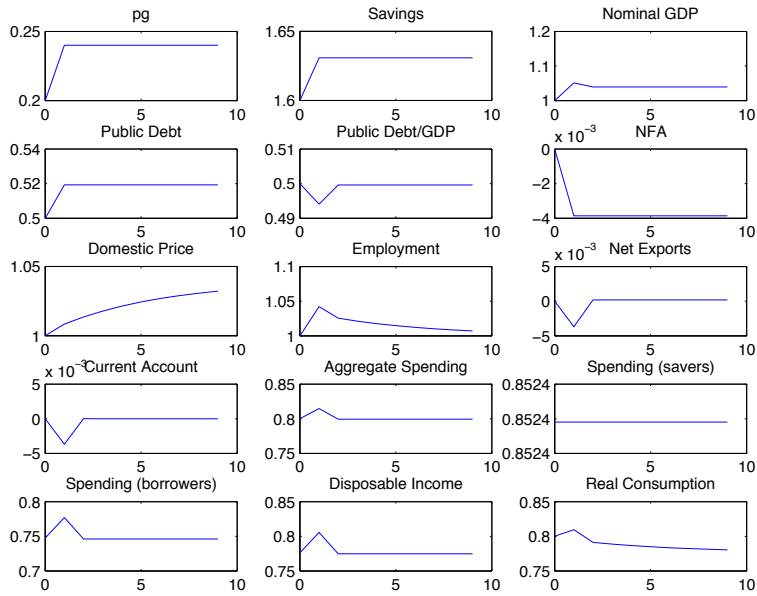 pg
0.25
0.2
0 5 10
Savings
1.65
1.6
0 5 10
Nominal GDP
1.2
1.1
1
0 5 10
Public Debt
0.54
0.52
0.5
0 5 10
Public Debt/GDP
0.51
0.5
0.49
0 5 10
NFA
x 10⁻³
0
−2
−4
0 5 10
Domestic Price
1.05
1
0 5 10
Employment
1.1
1.05
1
0 5 10
Net Exports
x 10⁻³
5
0
−5
0 5 10
Current Account
x 10⁻³
5
0
−5
0 5 10
Aggregate Spending
0.85
0.8
0.75
0 5 10
Spending (savers)
0.8524
0.8524
0.8524
0 5 10
Spending (borrowers)
0.8
0.75
0.7
0 5 10
Disposable Income
0.85
0.8
0.75
0 5 10
Real Consumption
0.85
0.8
0.75
0 5 10